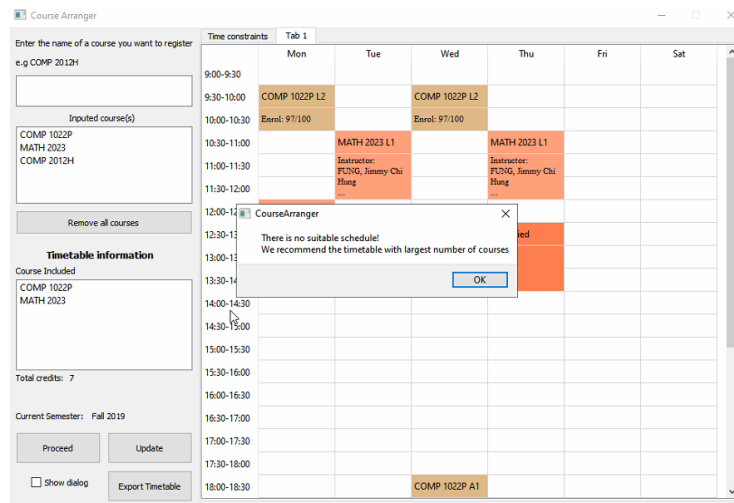 Course Arranger
Enter the name of a course you want to register
e.g COMP 2012H
Inputed course(s)
COMP 1022P
MATH 2023
COMP 2012H
Remove all courses
Timetable information
Course Included
COMP 1022P
MATH 2023
Total credits: 7
Current Semester: Fall 2019
Proceed
Update
Show dialog
Export Timetable
Time constraints Tab 1
Mon Tue Wed Thu Fri Sat
9:00-9:30
9:30-10:00 COMP 1022P L2 COMP 1022P L2
10:00-10:30 Enrol: 97/100 Enrol: 97/100
10:30-11:00 MATH 2023 L1 MATH 2023 L1
11:00-11:30
Instructor: Instructor:
FUNG, Jimmy Chi FUNG, Jimmy Chi
Hung Hung
... ...
11:30-12:00
12:00-12
12:30-13
13:00-13
13:30-14
CourseArranger
There is no suitable schedule!
We recommend the timetable with largest number of courses
OK
14:00-14:30
14:30-15:00
15:00-15:30
15:30-16:00
16:00-16:30
16:30-17:00
17:00-17:30
17:30-18:00
18:00-18:30 COMP 1022P A1